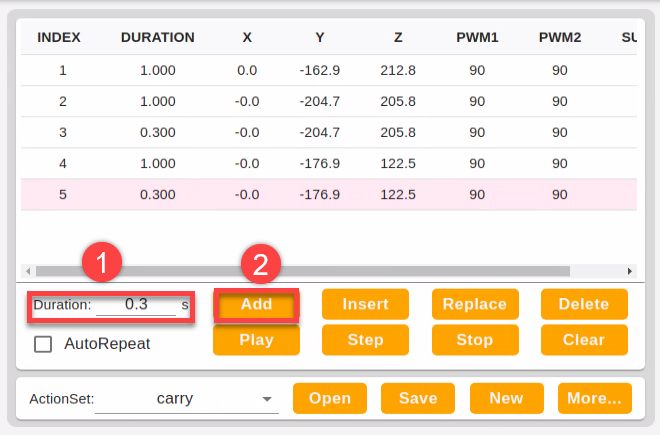 INDEX DURATION X Y Z PWM1 PWM2 SU
1 1.000 0.0 -162.9 212.8 90 90
2 1.000 -0.0 -204.7 205.8 90 90
3 0.300 -0.0 -204.7 205.8 90 90
4 1.000 -0.0 -176.9 122.5 90 90
5 0.300 -0.0 -176.9 122.5 90 90
1 2
Duration: 0.3 s Add Insert Replace Delete
AutoRepeat Play Step Stop Clear
ActionSet: carry Open Save New More...